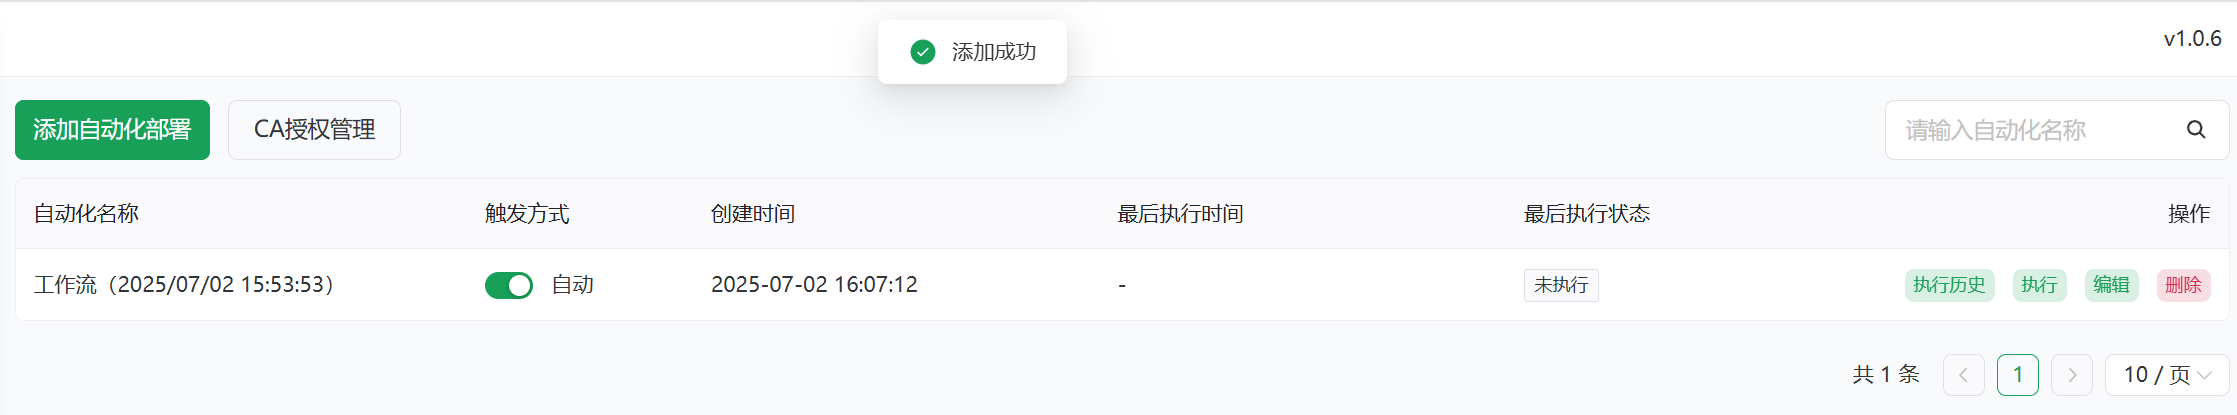 添加成功
v1.0.6
添加自动化部署 CA授权管理 请输入自动化名称
自动化名称 触发方式 创建时间 最后执行时间 最后执行状态 操作
工作流（2025/07/02 15:53:53） 自动 2025-07-02 16:07:12 - 未执行 执行历史 执行 编辑 删除
共 1 条 1 10 / 页